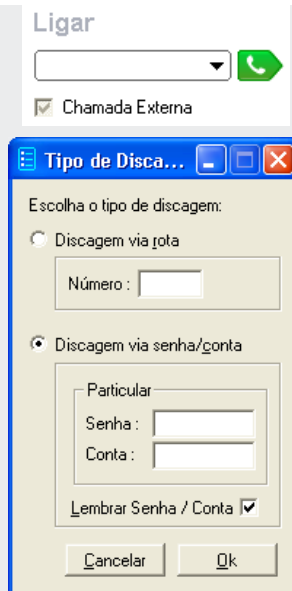 Ligar
Chamada Externa
Tipo de Disca...
Escolha o tipo de discagem:
Discagem via rota
Número :
Discagem via senha/conta
Particular
Senha :
Conta :
Lembrar Senha / Conta
Cancelar Ok